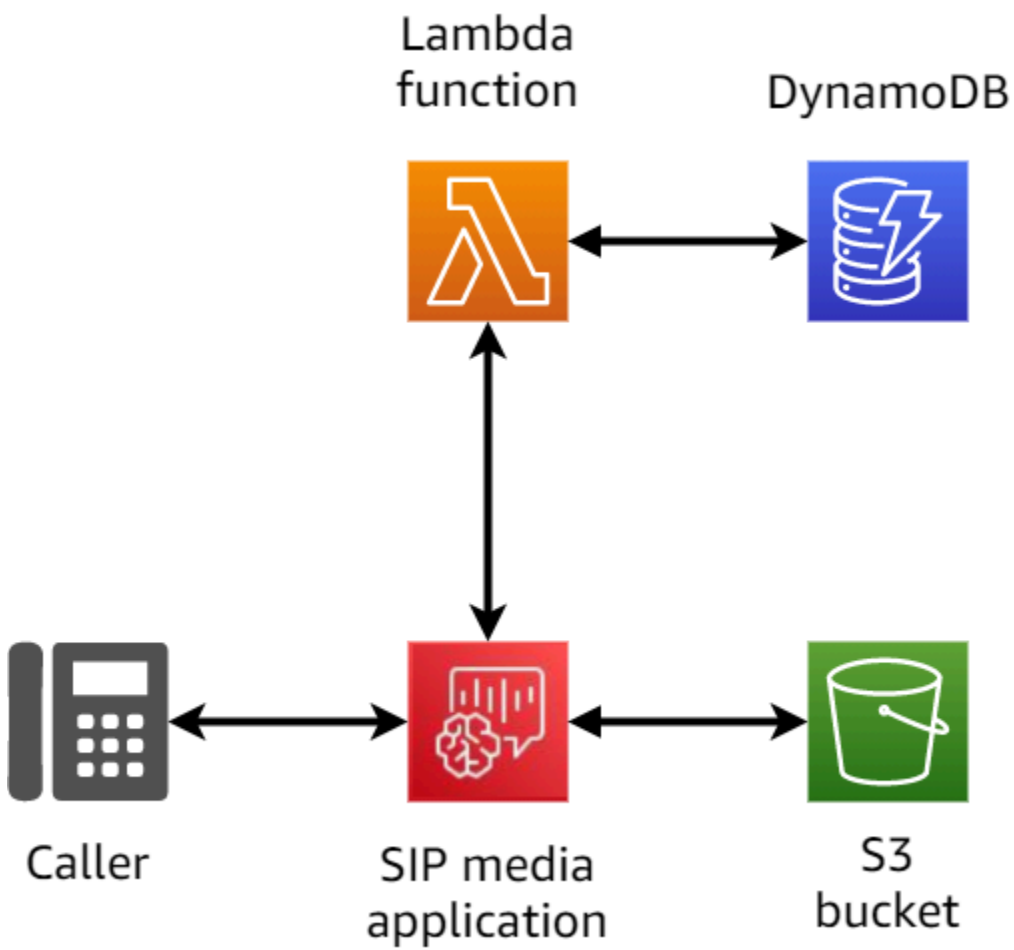 Lambda
function
DynamoDB
Caller
SIP media
application
S3
bucket